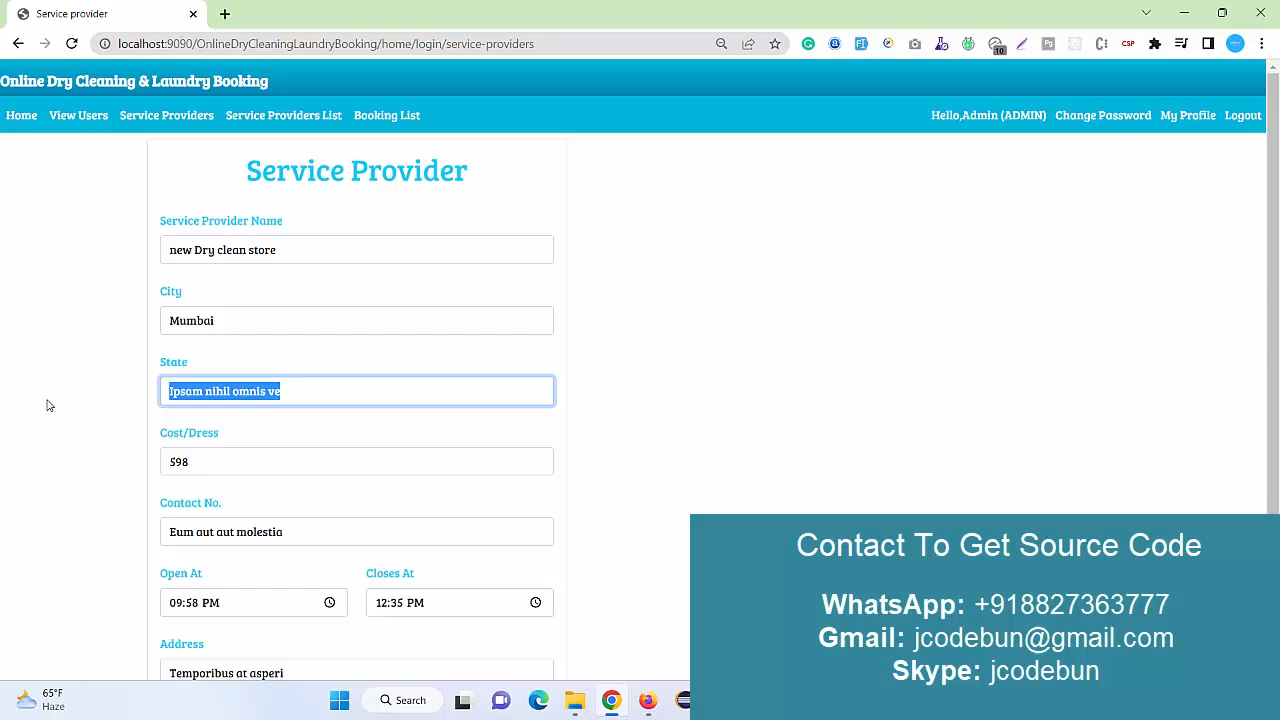 Service provider
localhost:9090/OnlineDryCleaningLaundryBooking/home/login/service-providers
10
Pg
CSP
Online Dry Cleaning & Laundry Booking
Home View Users Service Providers Service Providers List Booking List Hello,Admin (ADMIN) Change Password My Profile Logout
Service Provider
Service Provider Name
new Dry clean store
City
Mumbai
State
Ipsam nihil omnis ve
Cost/Dress
598
Contact No.
Eum aut aut molestia
Open At Closes At
09:58 PM 12:35 PM
Address
Temporibus at asperi
Contact To Get Source Code
WhatsApp: +918827363777
Gmail: jcodebun@gmail.com
Skype: jcodebun
65°F
Haze
Search